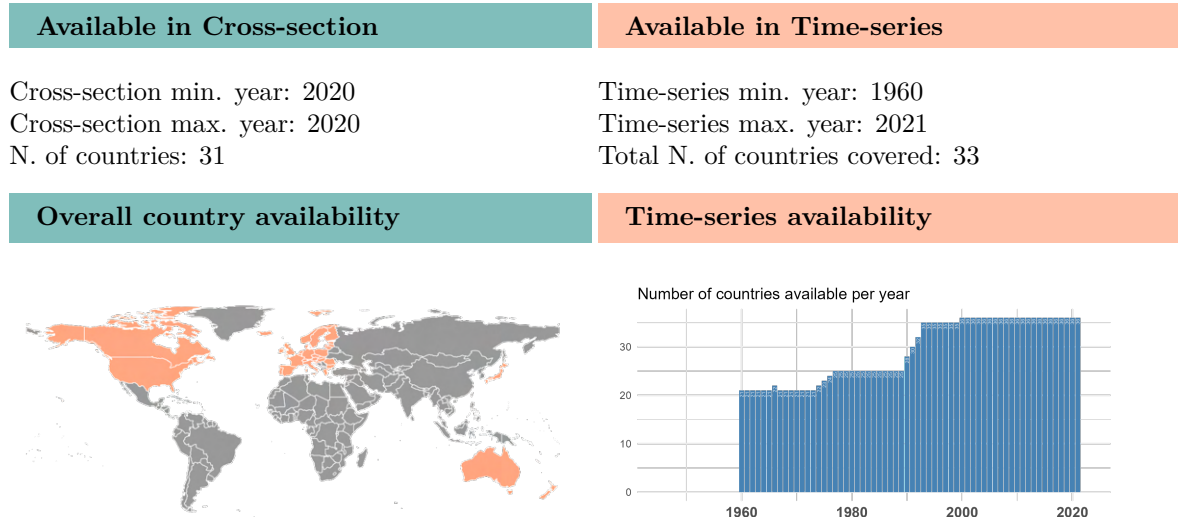 Available in Cross-section
Available in Time-series
Cross-section min. year: 2020
Cross-section max. year: 2020
N. of countries: 31
Time-series min. year: 1960
Time-series max. year: 2021
Total N. of countries covered: 33
Overall country availability
Time-series availability
Number of countries available per year
30
20
10
0
1960 1980 2000 2020